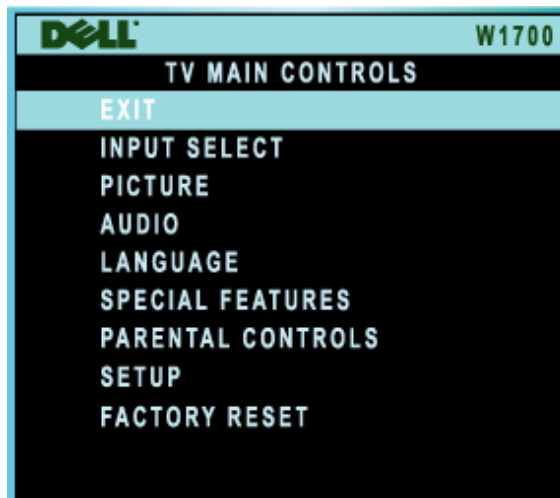 DELL W1700
TV MAIN CONTROLS
EXIT
INPUT SELECT
PICTURE
AUDIO
LANGUAGE
SPECIAL FEATURES
PARENTAL CONTROLS
SETUP
FACTORY RESET